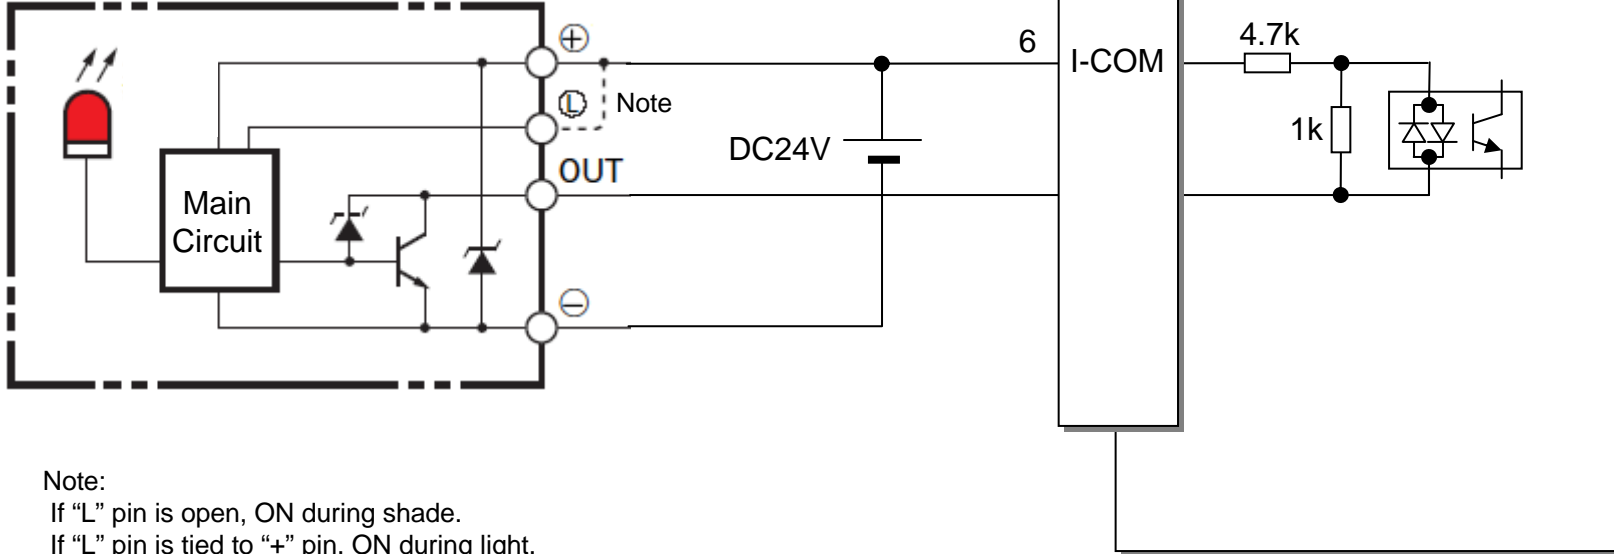 ⊕
6
I-COM
4.7k
Ⓛ
Note
DC24V
1k
OUT
Main
Circuit
⊖
Note:
If “L” pin is open, ON during shade.
If “L” pin is tied to “+” pin, ON during light.